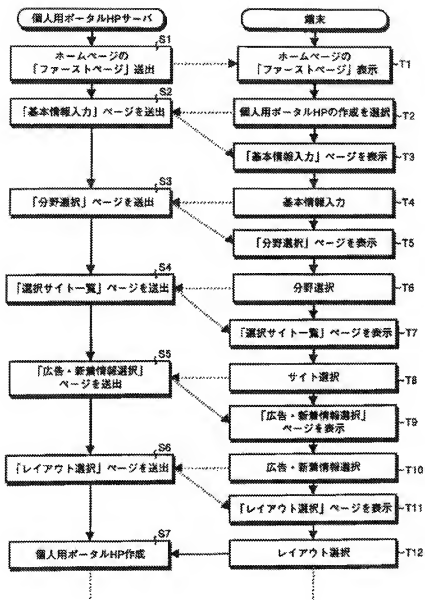 個人用ポータルHPサーバ
端末
S1
ホームページの
「ファーストページ」送出
ホームページの
「ファーストページ」表示
T1
S2
「基本情報入力」ページを送出
個人用ポータルHPの作成を選択
T2
「基本情報入力」ページを表示
T3
S3
「分野選択」ページを送出
基本情報入力
T4
「分野選択」ページを表示
T5
S4
「選択サイト一覧」ページを送出
分野選択
T6
「選択サイト一覧」ページを表示
T7
S5
「広告・新着情報選択」
ページを送出
サイト選択
T8
「広告・新着情報選択」
ページを表示
T9
S6
「レイアウト選択」ページを送出
広告・新着情報選択
T10
「レイアウト選択」ページを表示
T11
S7
個人用ポータルHP作成
レイアウト選択
T12